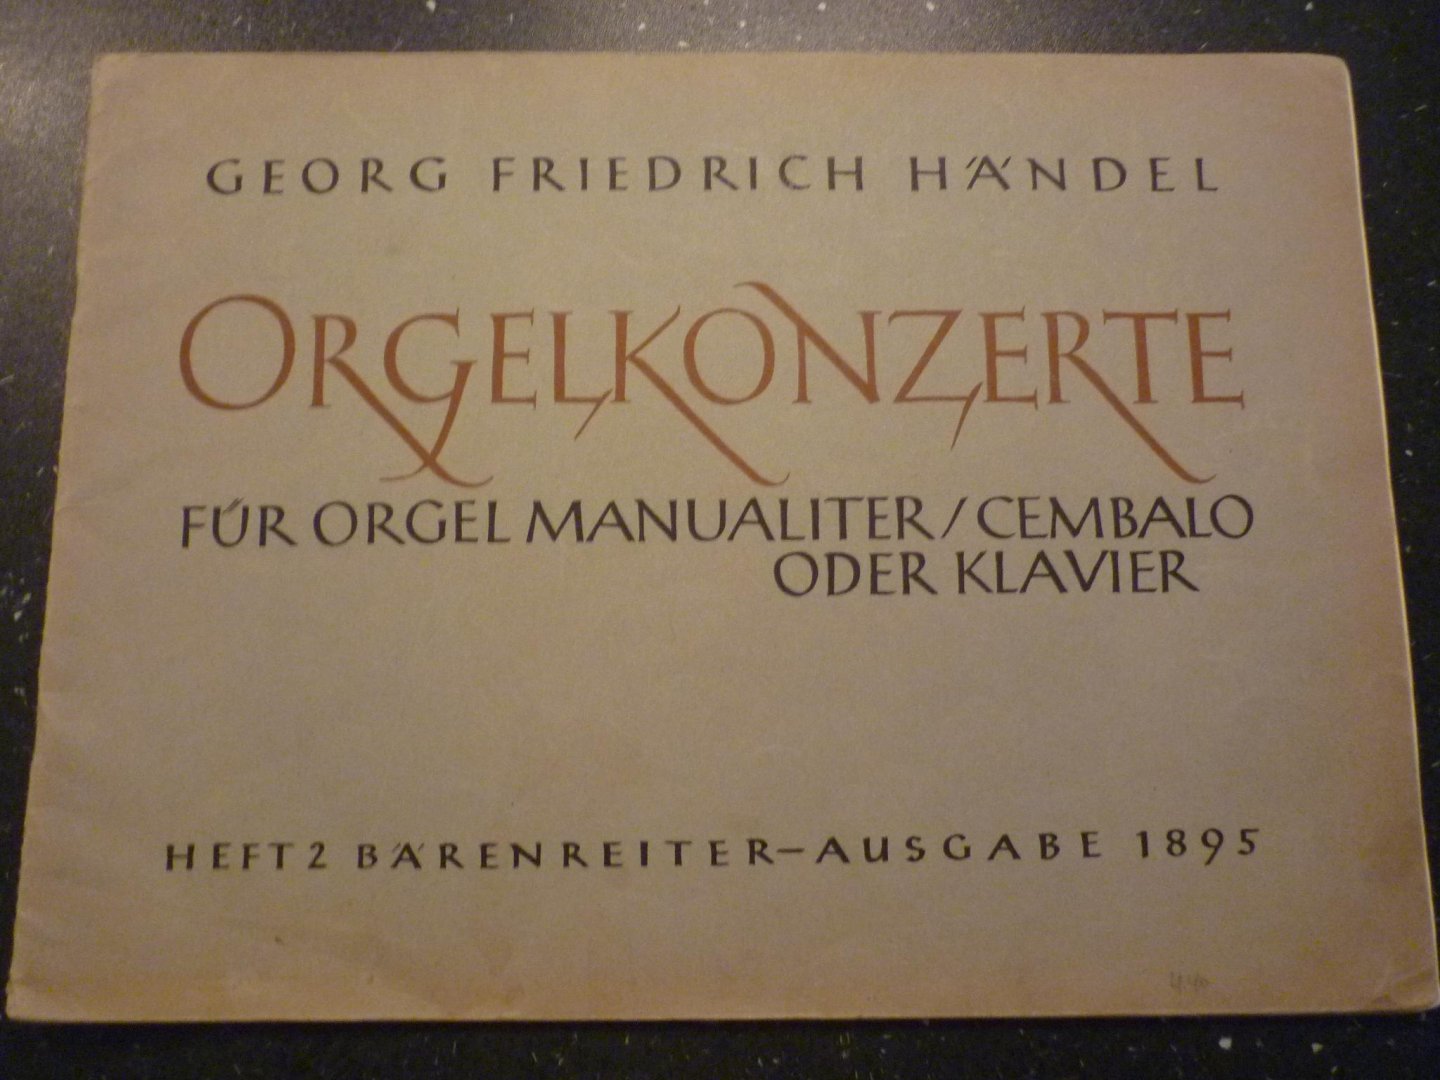 GEORG FRIEDRICH HÄNDEL
ORGELKONZERTE
FÜR ORGEL MANUALITER / CEMBALO
ODER KLAVIER
HEFT 2 BÄRENREITER-AUSGABE 1895